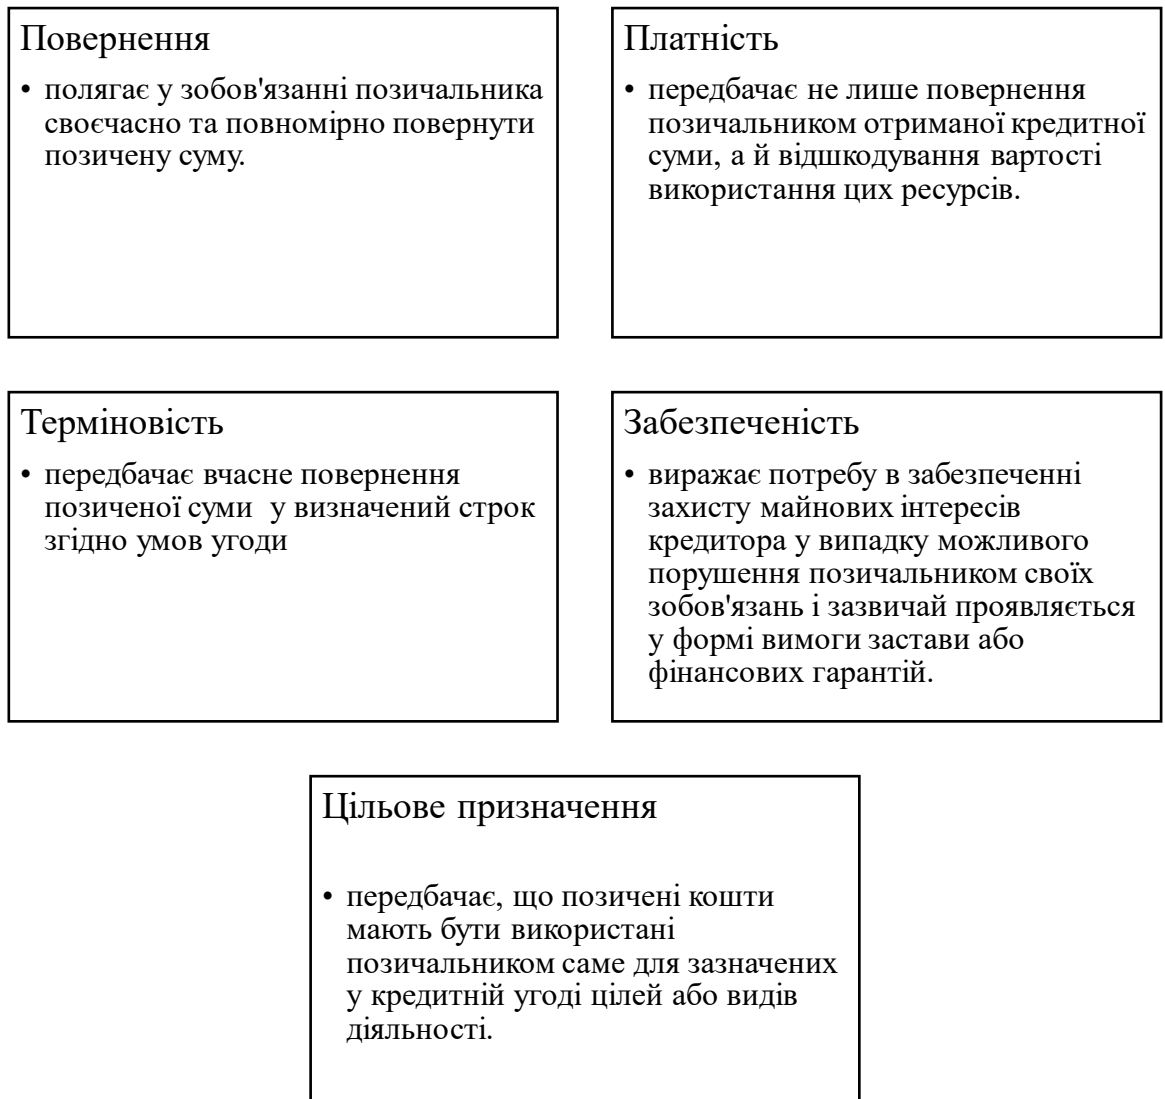 Повернення
• полягає у зобов'язанні позичальника
своєчасно та повномірно повернути
позичену суму.
Платність
• передбачає не лише повернення
позичальником отриманої кредитної
суми, а й відшкодування вартості
використання цих ресурсів.
Терміновість
• передбачає вчасне повернення
позиченої суми  у визначений строк
згідно умов угоди
Забезпеченість
• виражає потребу в забезпеченні
захисту майнових інтересів
кредитора у випадку можливого
порушення позичальником своїх
зобов'язань і зазвичай проявляється
у формі вимоги застави або
фінансових гарантій.
Цільове призначення
• передбачає, що позичені кошти
мають бути використані
позичальником саме для зазначених
у кредитній угоді цілей або видів
діяльності.